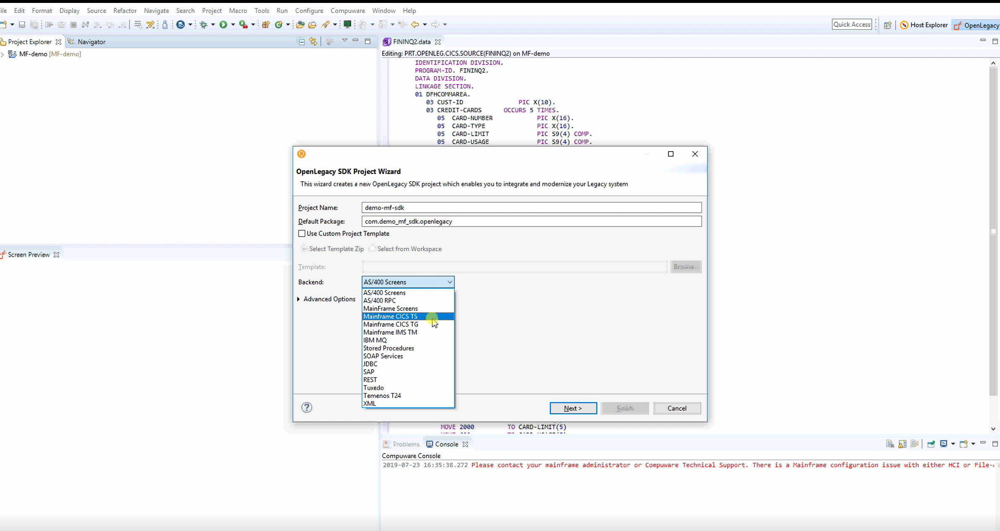 ile Edit Format Display Source Refactor Navigate Search Project Macro Tools Run Configure Compuware Window Help
Quick Access Host Explorer OpenLegacy
Project Explorer Navigator
MF-demo [MF-demo]
FININQ2.data
Editing: PRT.OPENLEG.CICS.SOURCE(FININQ2) on MF-demo
IDENTIFICATION DIVISION.
PROGRAM-ID. FININQ2.
DATA DIVISION.
LINKAGE SECTION.
01 DFHCOMMAREA.
03 CUST-ID PIC X(10).
03 CREDIT-CARDS OCCURS 5 TIMES.
05 CARD-NUMBER PIC X(16).
05 CARD-TYPE PIC X(16).
05 CARD-LIMIT PIC S9(4) COMP.
05 CARD-USAGE PIC S9(4) COMP.
Screen Preview
OpenLegacy SDK Project Wizard
This wizard creates a new OpenLegacy SDK project which enables you to integrate and modernize your Legacy system
Project Name: demo-mf-sdk
Default Package: com.demo_mf_sdk.openlegacy
Use Custom Project Template
Select Template Zip Select from Workspace
Template: Browse...
Backend: AS/400 Screens
Advanced Options
AS/400 Screens
AS/400 RPC
MainFrame Screens
Mainframe CICS TS
Mainframe CICS TG
Mainframe IMS TM
IBM MQ
Stored Procedures
SOAP Services
JDBC
SAP
REST
Tuxedo
Temenos T24
XML
Next > Finish Cancel
MOVE 2000 TO CARD-LIMIT(5)
Problems Console
Compuware Console
2019-07-23 16:35:38.272 Please contact your mainframe administrator or Compuware Technical Support. There is a Mainframe configuration issue with either HCI or File-